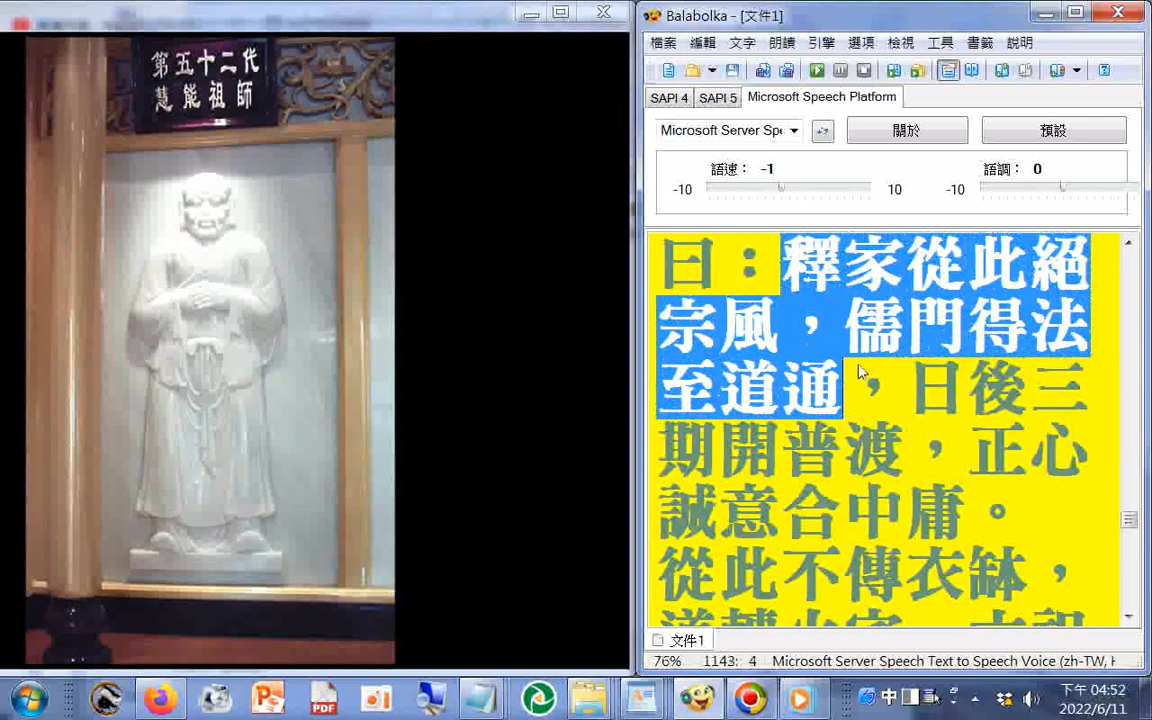 第五十二代
慧能祖師
Balabolka - [文件1]
檔案 編輯 文字 朗讀 引擎 選項 檢視 工具 書籤 說明
SAPI 4 SAPI 5 Microsoft Speech Platform
Microsoft Server Spe 關於 預設
語速： -1 語調： 0
-10 10 -10
曰：釋家從此絕
宗風，儒門得法
至道通，日後三
期開普渡，正心
誠意合中庸。
從此不傳衣缽，
文件1
76% 1143: 4 Microsoft Server Speech Text to Speech Voice (zh-TW, H
中 下午 04:52
2022/6/11